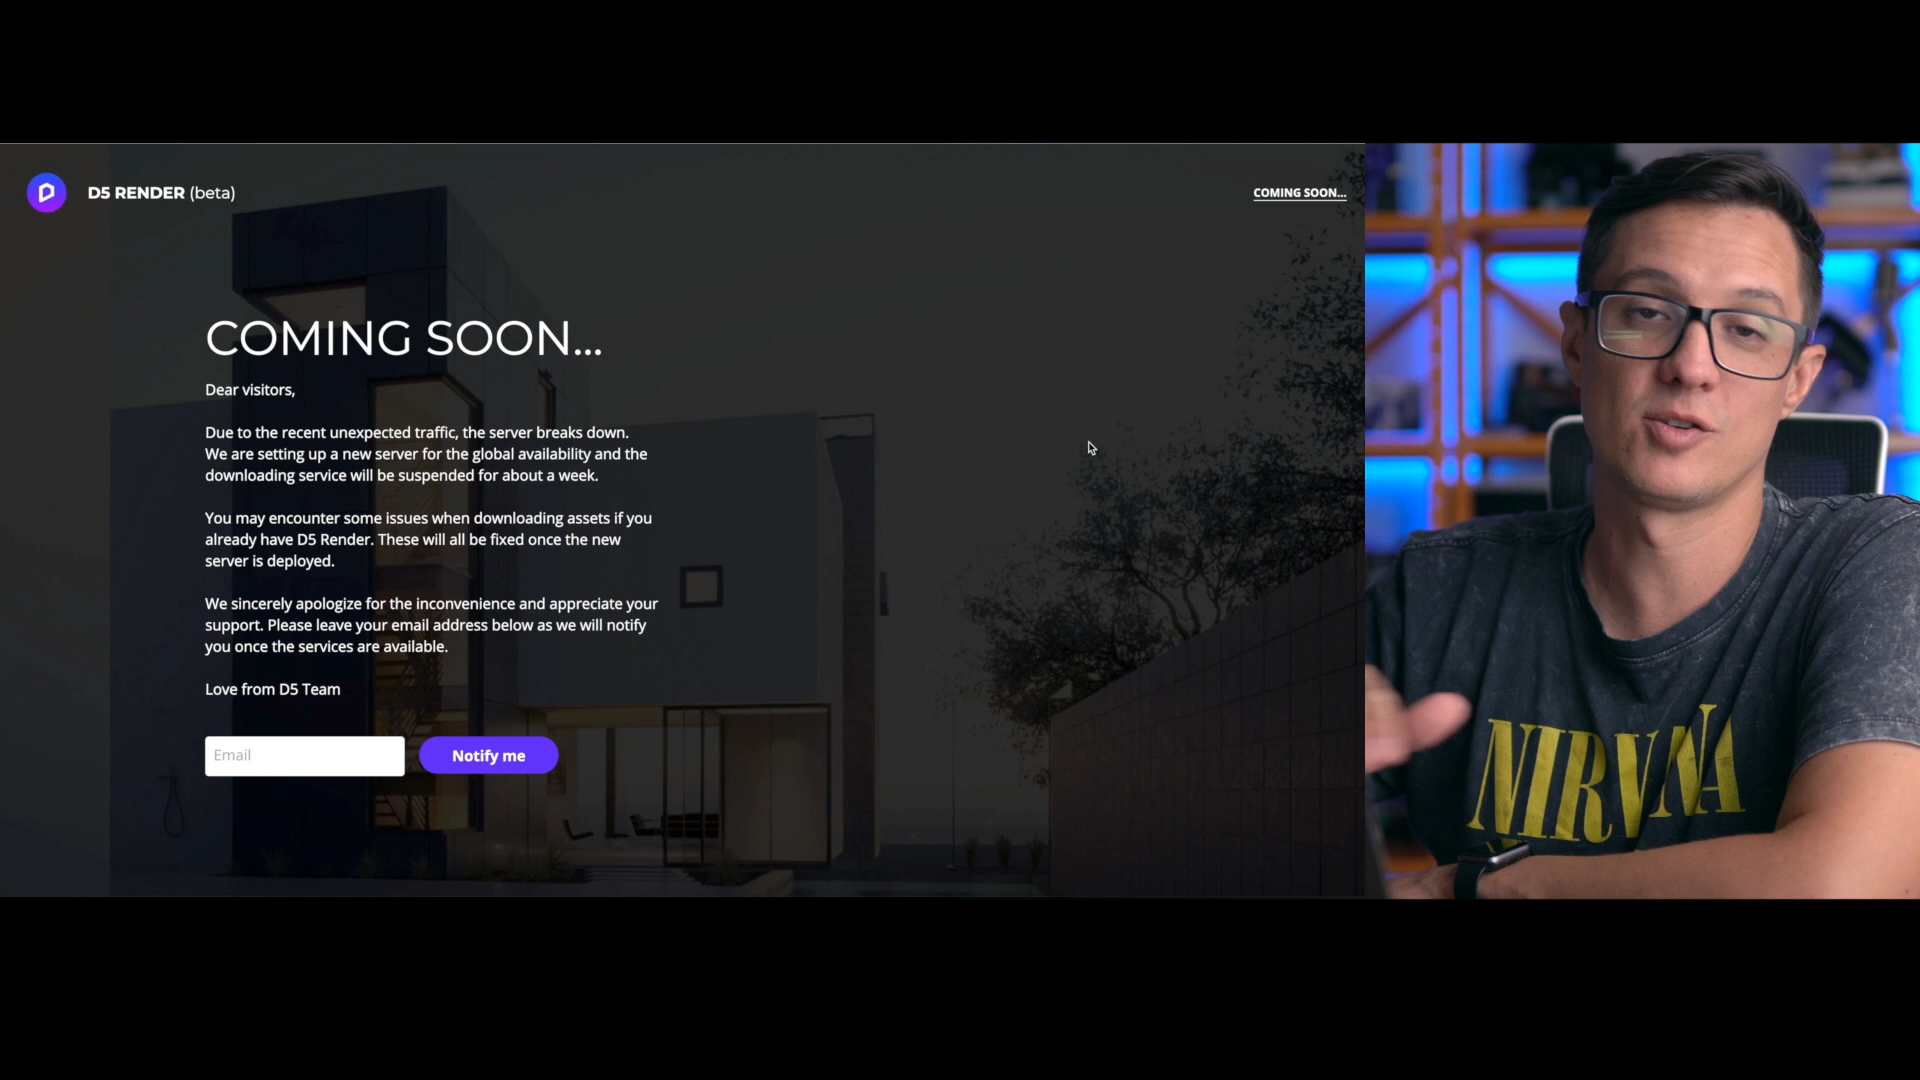 D5 RENDER (beta)
COMING SOON...
COMING SOON...
Dear visitors,
Due to the recent unexpected traffic, the server breaks down.
We are setting up a new server for the global availability and the
downloading service will be suspended for about a week.
You may encounter some issues when downloading assets if you
already have D5 Render. These will all be fixed once the new
server is deployed.
We sincerely apologize for the inconvenience and appreciate your
support. Please leave your email address below as we will notify
you once the services are available.
Love from D5 Team
Email
Notify me
NIRVANA